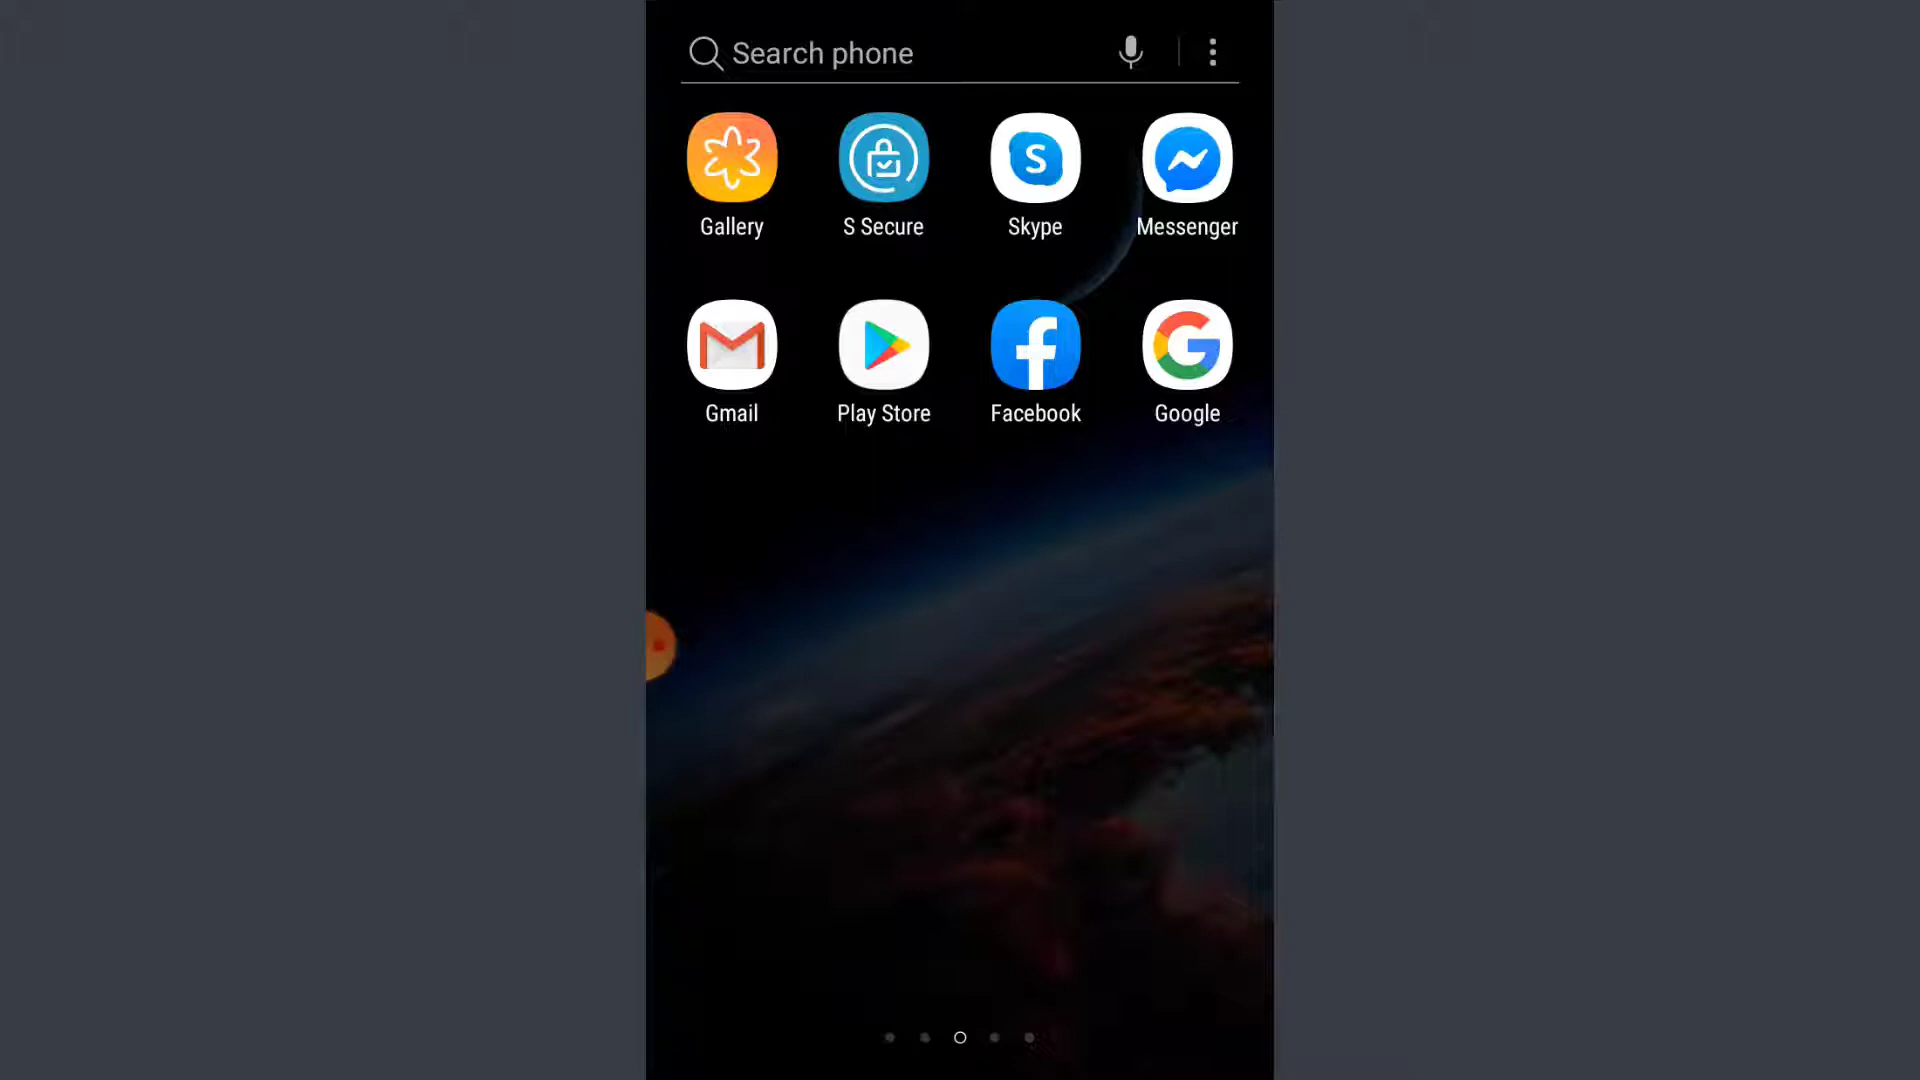 Search phone
Gallery
S Secure
Skype
Messenger
Gmail
Play Store
Facebook
Google